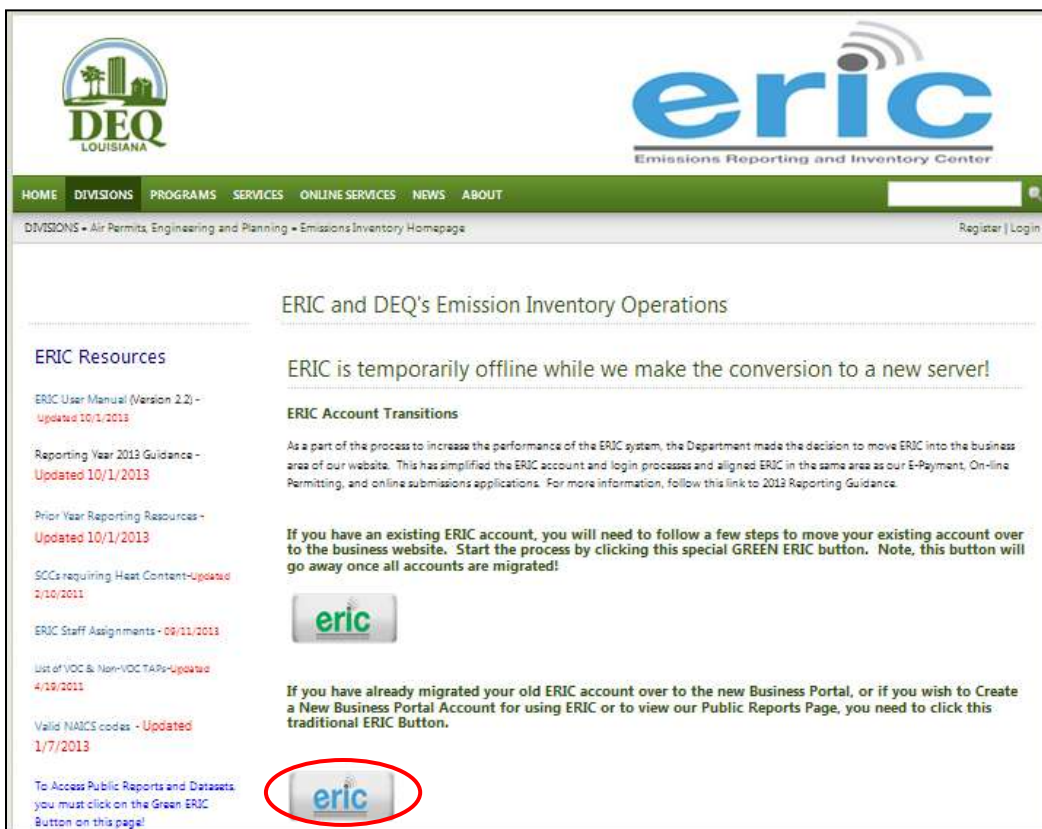 DEQ
LOUISIANA
eric
Emissions Reporting and Inventory Center
HOME DIVISIONS PROGRAMS SERVICES ONLINE SERVICES NEWS ABOUT
DIVISIONS • Air Permits, Engineering and Planning • Emissions Inventory Homepage
Register | Login
ERIC and DEQ's Emission Inventory Operations
ERIC Resources
ERIC User Manual (Version 2.2) -
Updated 10/1/2013
Reporting Year 2013 Guidance -
Updated 10/1/2013
Prior Year Reporting Resources -
Updated 10/1/2013
SCCs requiring Heat Content-Updated
2/10/2011
ERIC Staff Assignments - 09/11/2013
List of VOC & Non-VOC TAPs-Updated
4/19/2011
Valid NAICS codes - Updated
1/7/2013
To Access Public Reports and Datasets,
you must click on the Green ERIC
Button on this page!
ERIC is temporarily offline while we make the conversion to a new server!
ERIC Account Transitions
As a part of the process to increase the performance of the ERIC system, the Department made the decision to move ERIC into the business
area of our website. This has simplified the ERIC account and login processes and aligned ERIC in the same area as our E-Payment, On-line
Permitting, and online submissions applications. For more information, follow this link to 2013 Reporting Guidance.
If you have an existing ERIC account, you will need to follow a few steps to move your existing account over
to the business website. Start the process by clicking this special GREEN ERIC button. Note, this button will
go away once all accounts are migrated!
eric
If you have already migrated your old ERIC account over to the new Business Portal, or if you wish to Create
a New Business Portal Account for using ERIC or to view our Public Reports Page, you need to click this
traditional ERIC Button.
eric